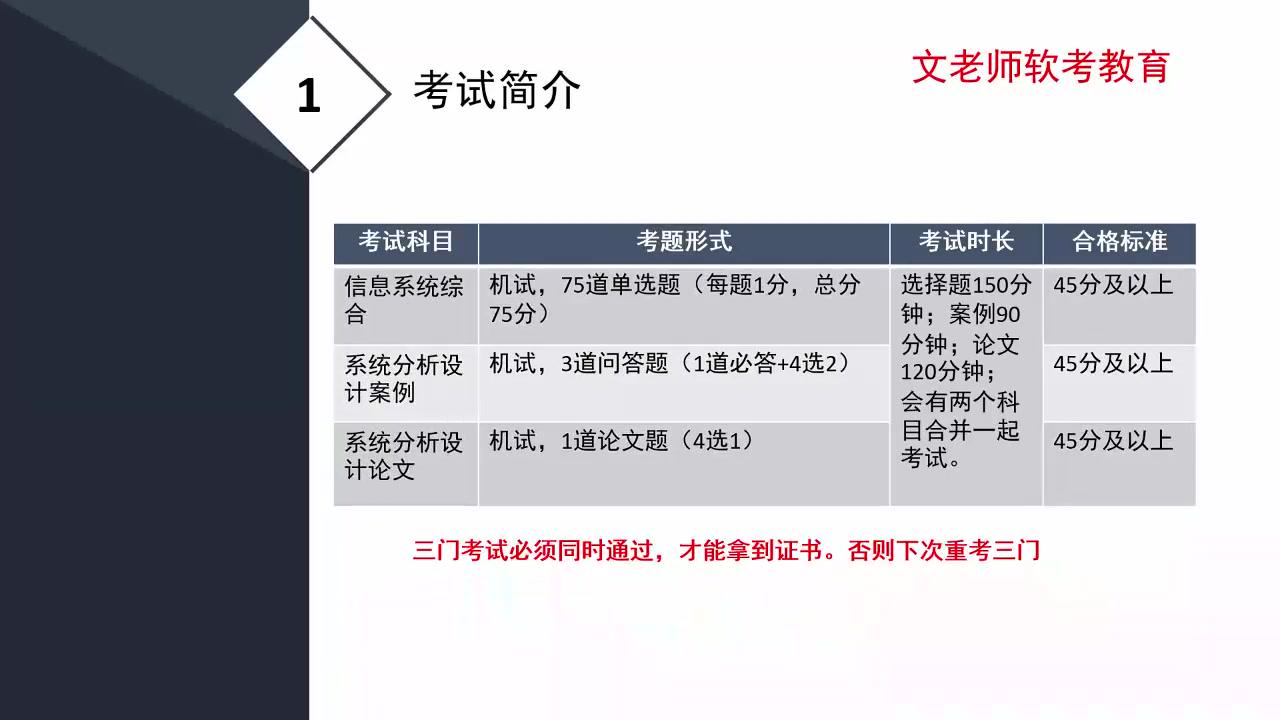 1
考试简介
文老师软考教育
考试科目
考题形式
考试时长
合格标准
信息系统综
合
机试，75道单选题（每题1分，总分
75分）
选择题150分
钟；案例90
分钟；论文
120分钟；
会有两个科
目合并一起
考试。
45分及以上
系统分析设
计案例
机试，3道问答题（1道必答+4选2）
45分及以上
系统分析设
计论文
机试，1道论文题（4选1）
45分及以上
三门考试必须同时通过，才能拿到证书。否则下次重考三门